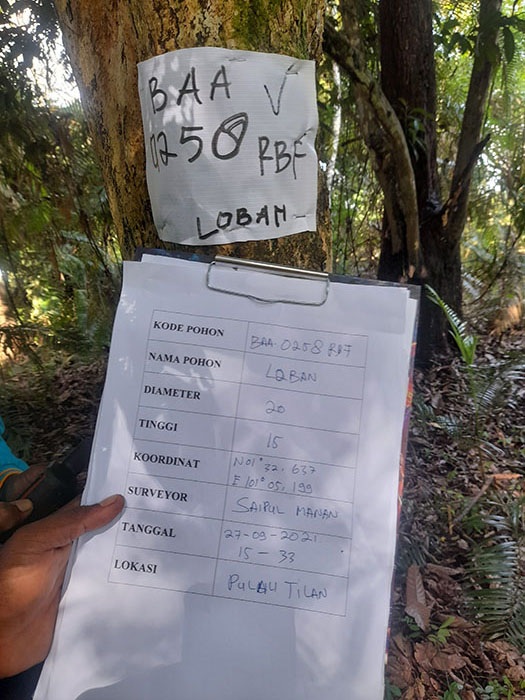 BAA √
0258 RBF
LOBAN
KODE POHON BAA. 0258 RBF
NAMA POHON LOBAN
DIAMETER 20
TINGGI 15
KOORDINAT N 01° 32. 637
E 101° 05. 199
SURVEYOR SAIPUL MANAN
TANGGAL 27-09-2021.
15-33
LOKASI PULAU TILAN